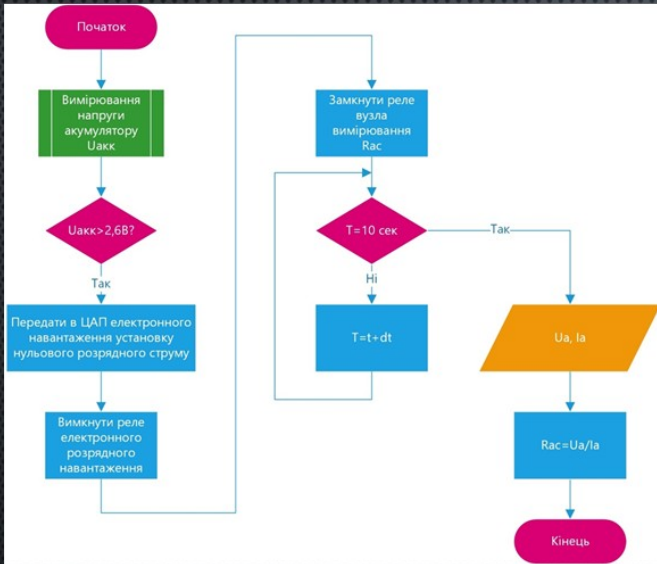 Початок
Вимірювання
напруги
акумулятору
Uакк
Uакк>2,6В?
Так
Передати в ЦАП електронного
навантаження установку
нульового розрядного струму
Вимкнути реле
електронного
розрядного
навантаження
Замкнути реле
вузла
вимірювання
Rac
T=10 сек
Так
Ні
T=t+dt
Ua, Ia
Rac=Ua/Ia
Кінець